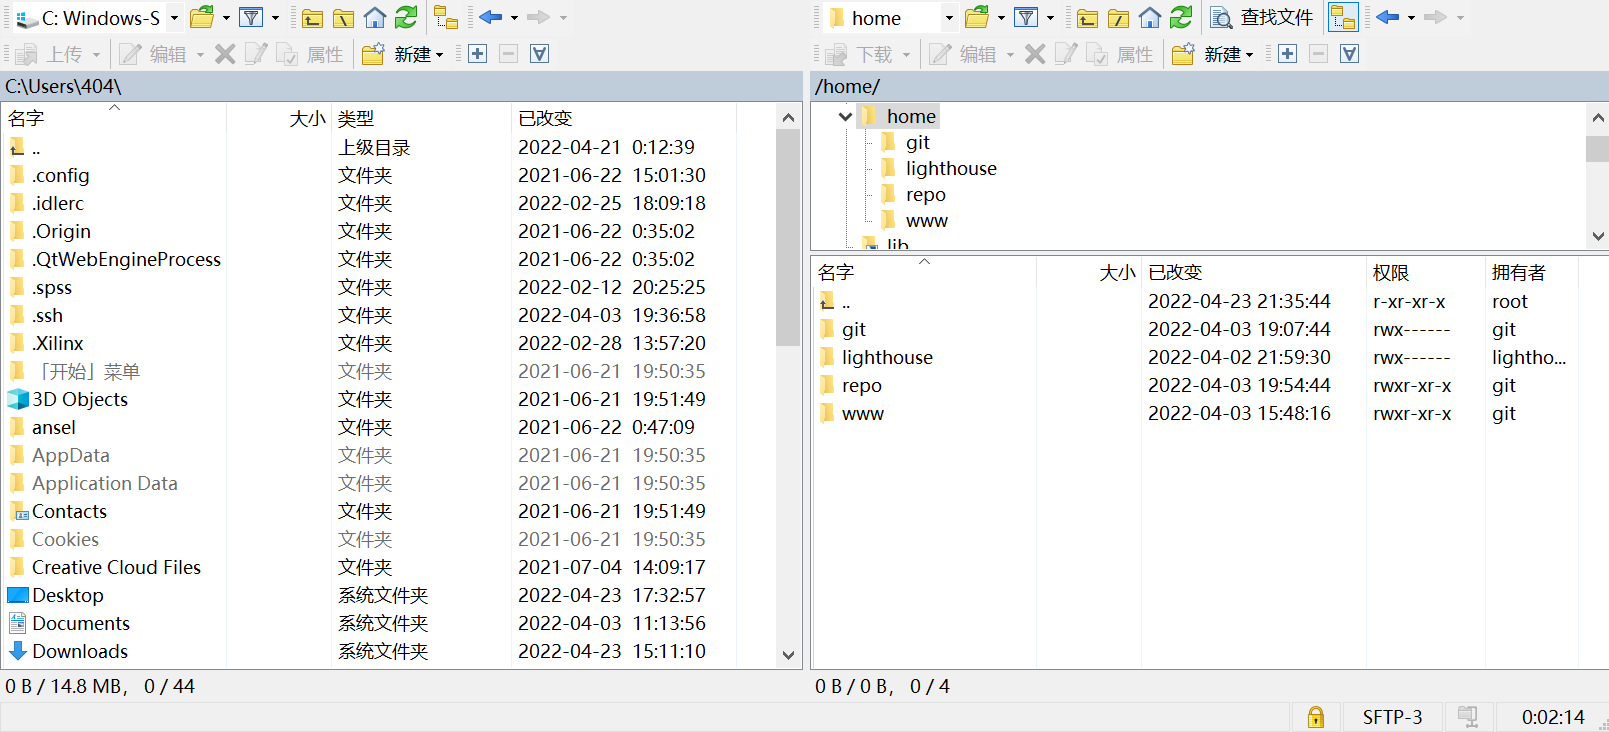 C: Windows-S
上传 编辑 属性 新建
C:\Users\404\
名字 大小 类型 已改变
.. 上级目录 2022-04-21 0:12:39
.config 文件夹 2021-06-22 15:01:30
.idlerc 文件夹 2022-02-25 18:09:18
.Origin 文件夹 2021-06-22 0:35:02
.QtWebEngineProcess 文件夹 2021-06-22 0:35:02
.spss 文件夹 2022-02-12 20:25:25
.ssh 文件夹 2022-04-03 19:36:58
.Xilinx 文件夹 2022-02-28 13:57:20
「开始」菜单 文件夹 2021-06-21 19:50:35
3D Objects 文件夹 2021-06-21 19:51:49
ansel 文件夹 2021-06-22 0:47:09
AppData 文件夹 2021-06-21 19:50:35
Application Data 文件夹 2021-06-21 19:50:35
Contacts 文件夹 2021-06-21 19:51:49
Cookies 文件夹 2021-06-21 19:50:35
Creative Cloud Files 文件夹 2021-07-04 14:09:17
Desktop 系统文件夹 2022-04-23 17:32:57
Documents 系统文件夹 2022-04-03 11:13:56
Downloads 系统文件夹 2022-04-23 15:11:10
0 B / 14.8 MB， 0 / 44
home 查找文件
下载 编辑 属性 新建
/home/
home
git
lighthouse
repo
www
lib
名字 大小 已改变 权限 拥有者
.. 2022-04-23 21:35:44 r-xr-xr-x root
git 2022-04-03 19:07:44 rwx------ git
lighthouse 2022-04-02 21:59:30 rwx------ lightho...
repo 2022-04-03 19:54:44 rwxr-xr-x git
www 2022-04-03 15:48:16 rwxr-xr-x git
0 B / 0 B， 0 / 4
SFTP-3 0:02:14